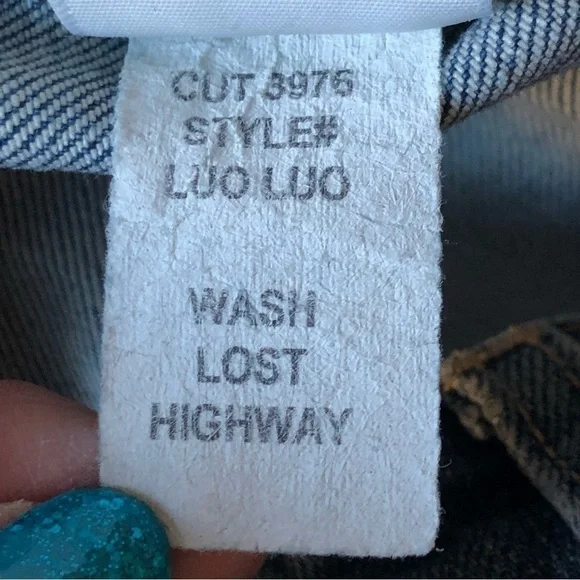 CUT 3976
STYLE#
LUO LUO
WASH
LOST
HIGHWAY